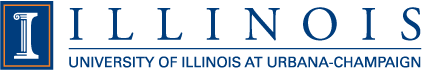 I
ILLINOIS
UNIVERSITY OF ILLINOIS AT URBANA-CHAMPAIGN